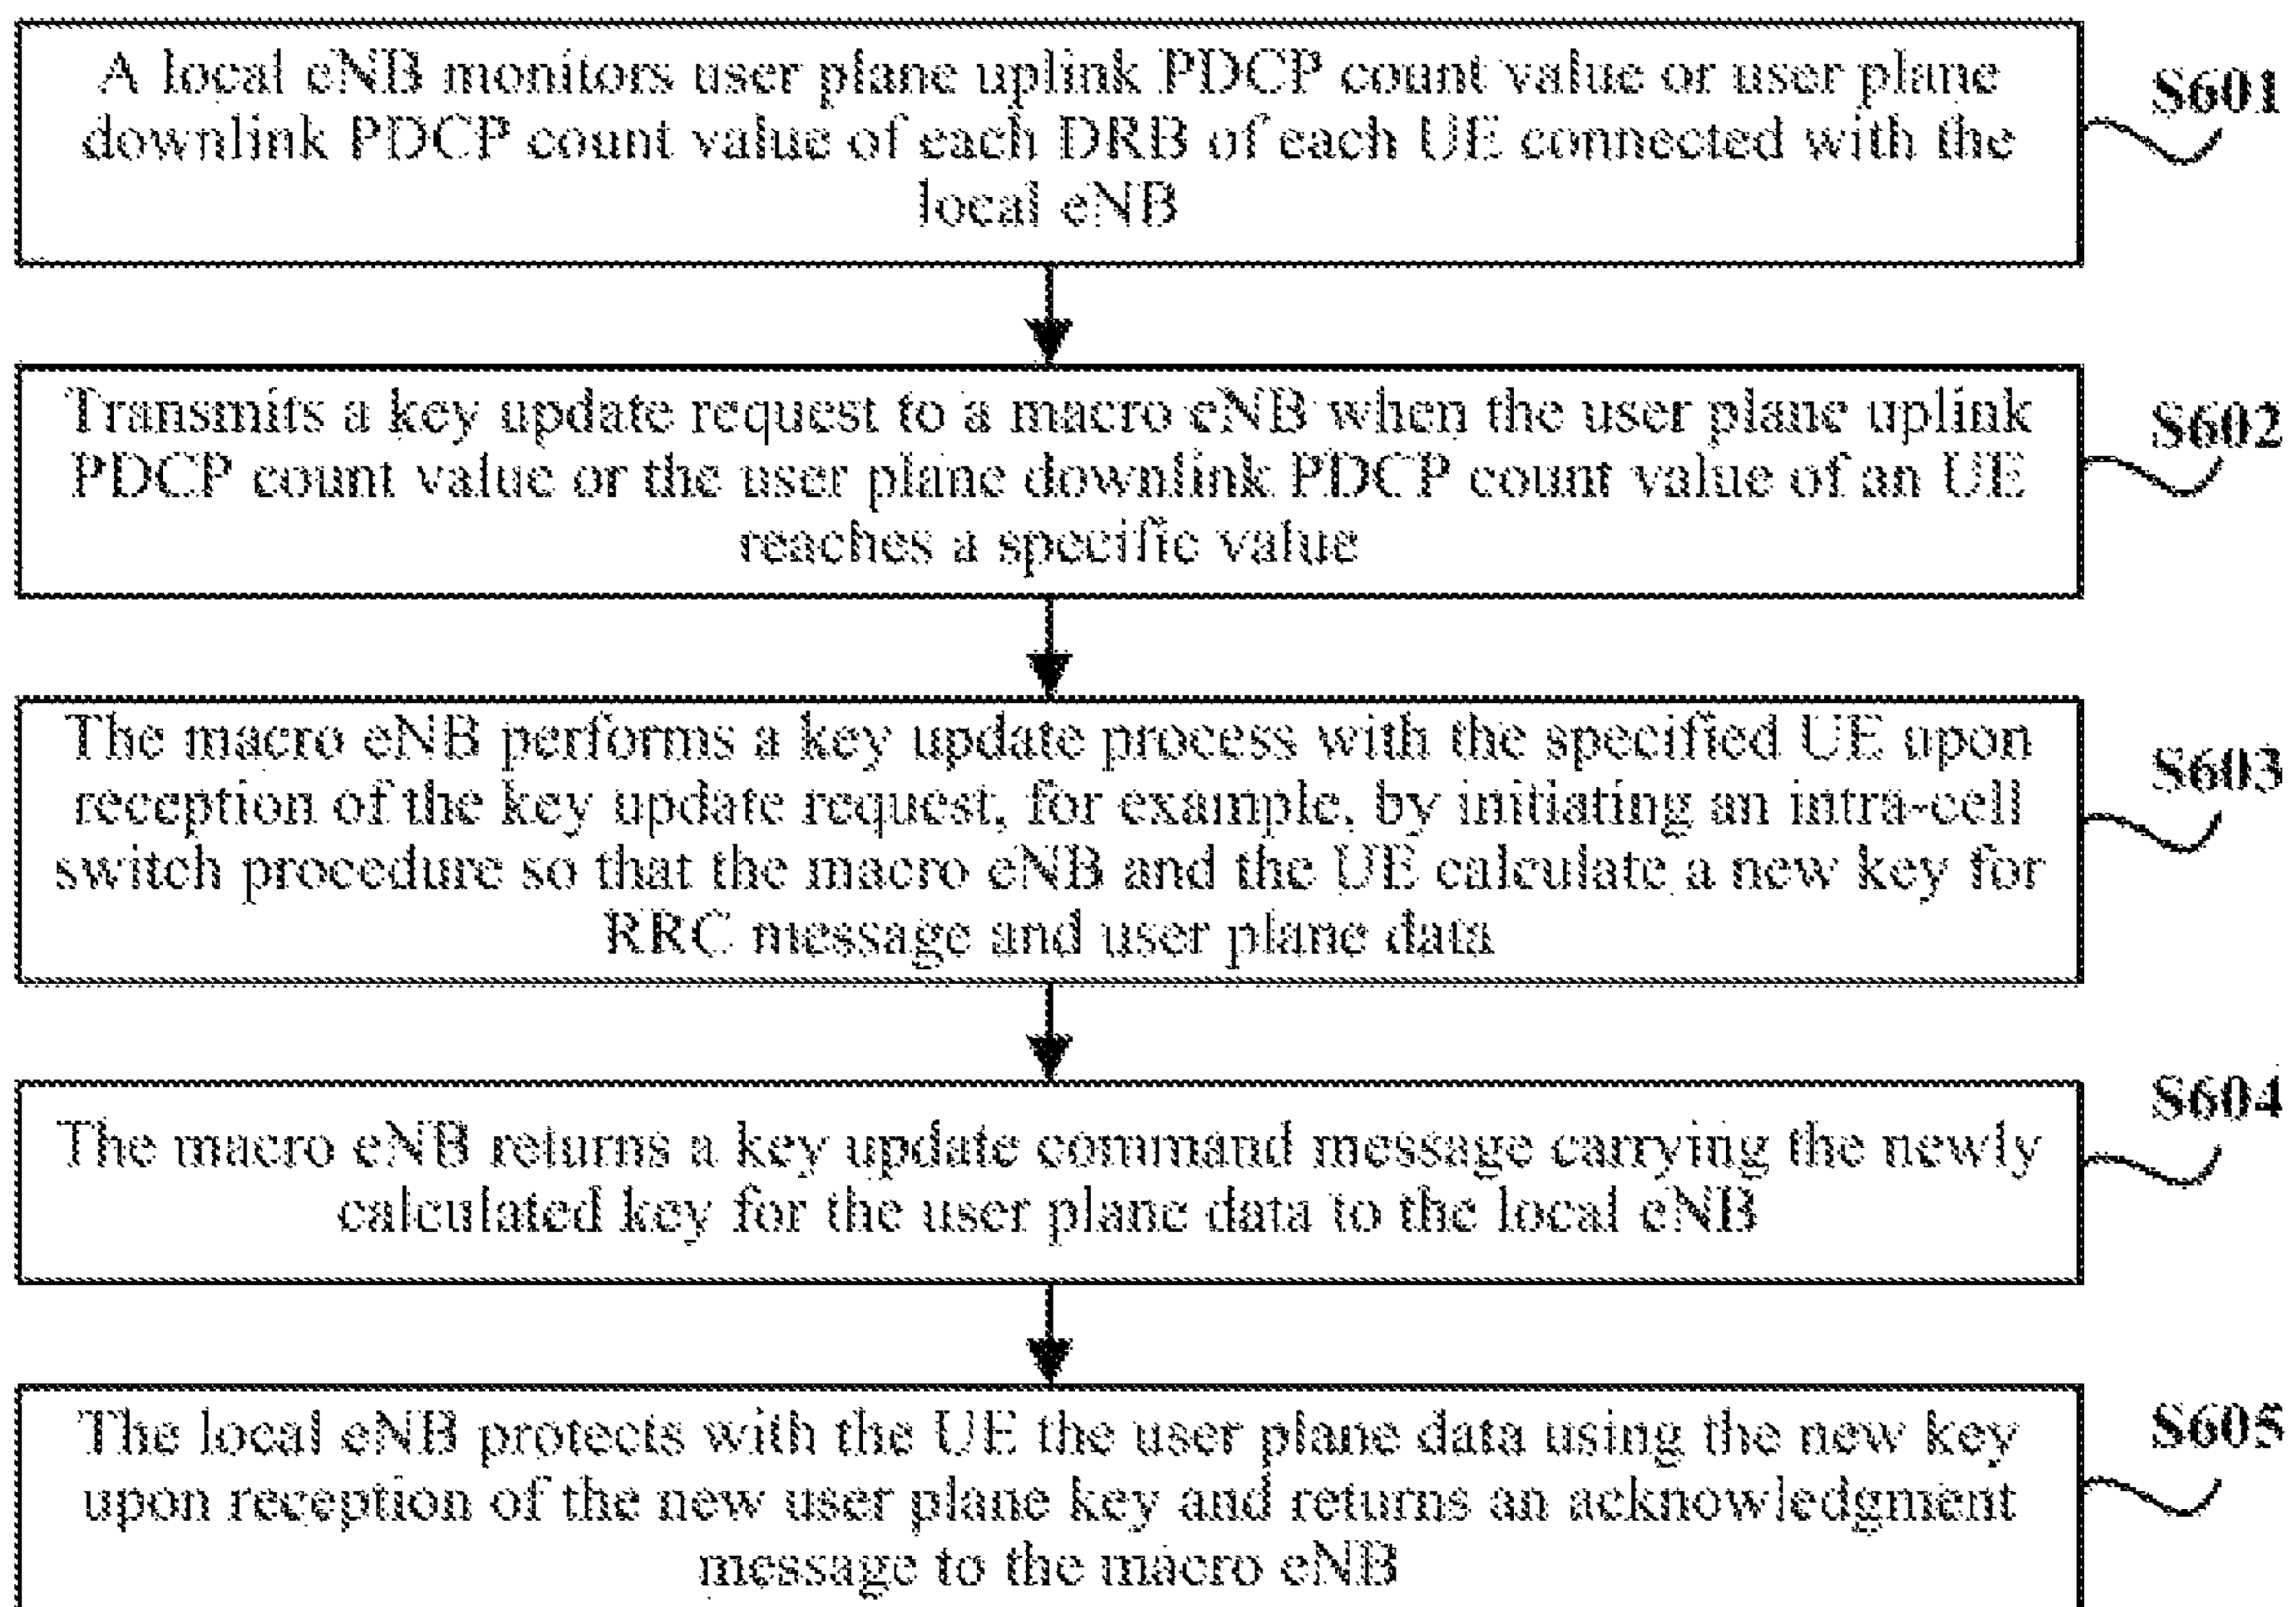 A local eNB monitors user plane uplink PDCP count value or user plane
downlink PDCP count value of each DRB of each UE connected with the
local eNB
S601
Transmits a key update request to a macro eNB when the user plane uplink
PDCP count value or the user plane downlink PDCP count value of an UE
reaches a specific value
S602
The macro eNB performs a key update process with the specified UE upon
reception of the key update request, for example, by initiating an intra-cell
switch procedure so that the macro eNB and the UE calculate a new key for
RRC message and user plane data
S603
The macro eNB returns a key update command message carrying the newly
calculated key for the user plane data to the local eNB
S604
The local eNB protects with the UE the user plane data using the new key
upon reception of the new user plane key and returns an acknowledgment
message to the macro eNB
S605